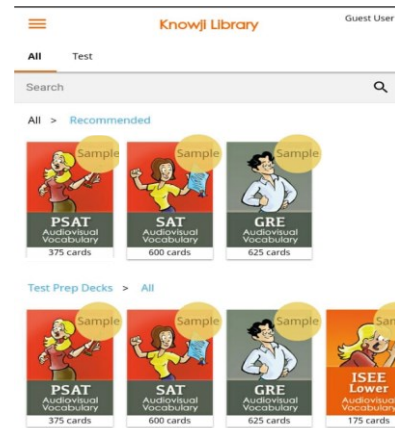 Knowji Library
Guest User
All Test
Search
All > Recommended
Sample Sample Sample
PSAT SAT GRE
Audiovisual Audiovisual Audiovisual
Vocabulary Vocabulary Vocabulary
375 cards 600 cards 625 cards
Test Prep Decks > All
Sample Sample Sample
PSAT SAT GRE ISEE
Lower
Audiovisual Audiovisual Audiovisual Audiovisual
Vocabulary Vocabulary Vocabulary Vocabulary
375 cards 600 cards 625 cards 175 cards